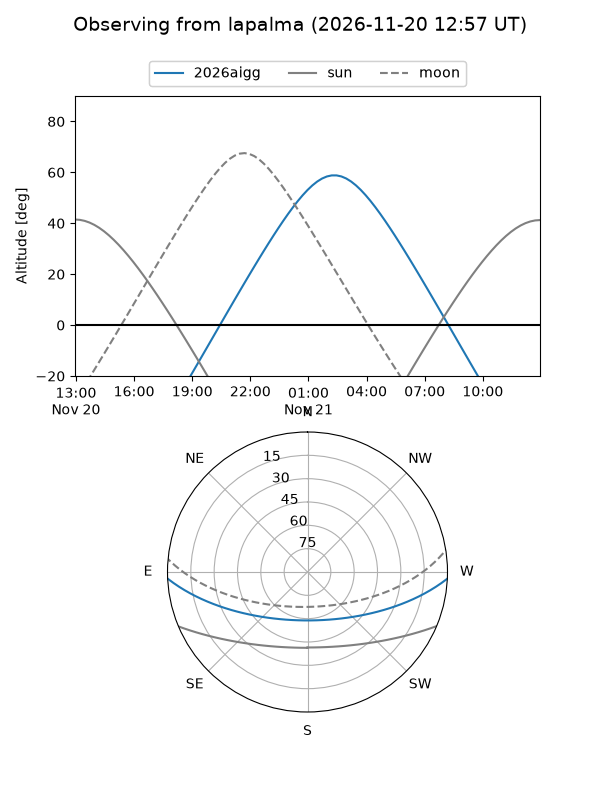 Observing from lapalma (2026-11-20 12:57 UT)
2026aigg sun moon
Altitude [deg]
80
60
40
20
0
−20
13:00 16:00 19:00 22:00 01:00 04:00 07:00 10:00
Nov 20 Nov 21
N
NE NW
15
30
45
60
75
E W
SE SW
S